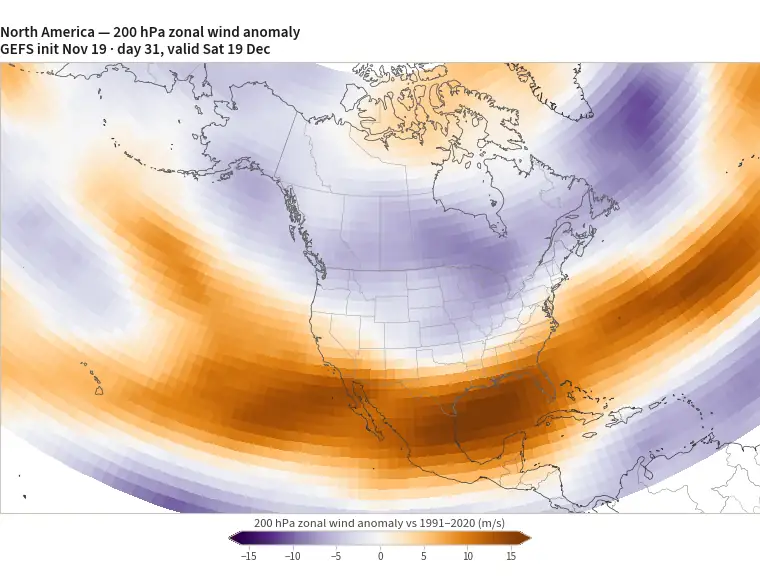 North America — 200 hPa zonal wind anomaly
GEFS init Nov 19 · day 31, valid Sat 19 Dec
200 hPa zonal wind anomaly vs 1991–2020 (m/s)
−15 −10 −5 0 5 10 15